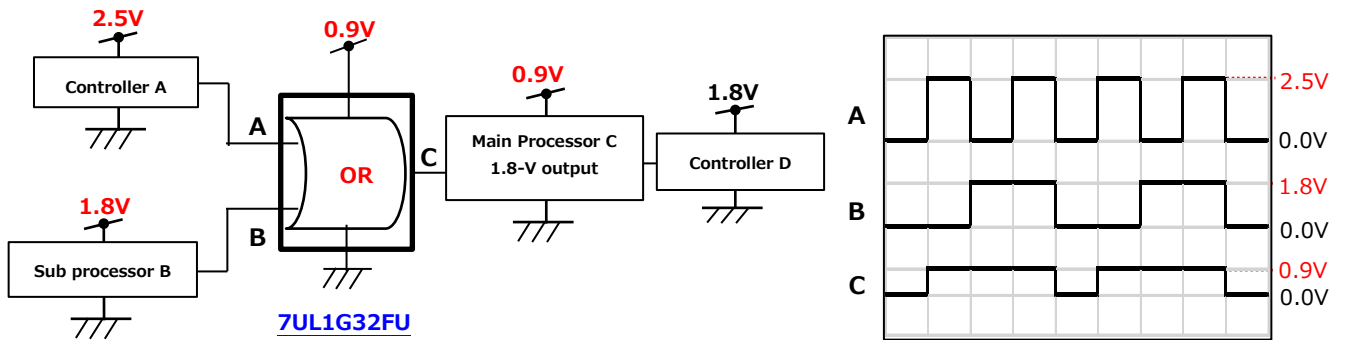 2.5V
Controller A
0.9V
A
OR
B
C
1.8V
Sub processor B
7UL1G32FU
0.9V
Main Processor C
1.8-V output
1.8V
Controller D
A
2.5V
0.0V
B
1.8V
0.0V
C
0.9V
0.0V